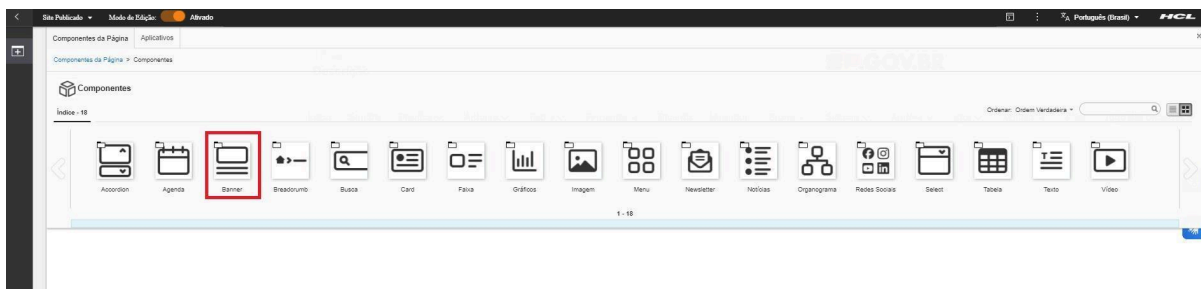 Site Publicado Modo de Edição: Ativado Português (Brasil) HCL
Componentes da Página Aplicativos
Componentes da Página > Componentes
GOV.BR
Componentes
Índice - 18 Ordenar: Ordem Verdadeira
Accordion Agenda Banner Breadcrumb Busca Card Faixa Gráficos Imagem Menu Newsletter Notícias Organograma Redes Sociais Select Tabela Texto Vídeo
1 - 18